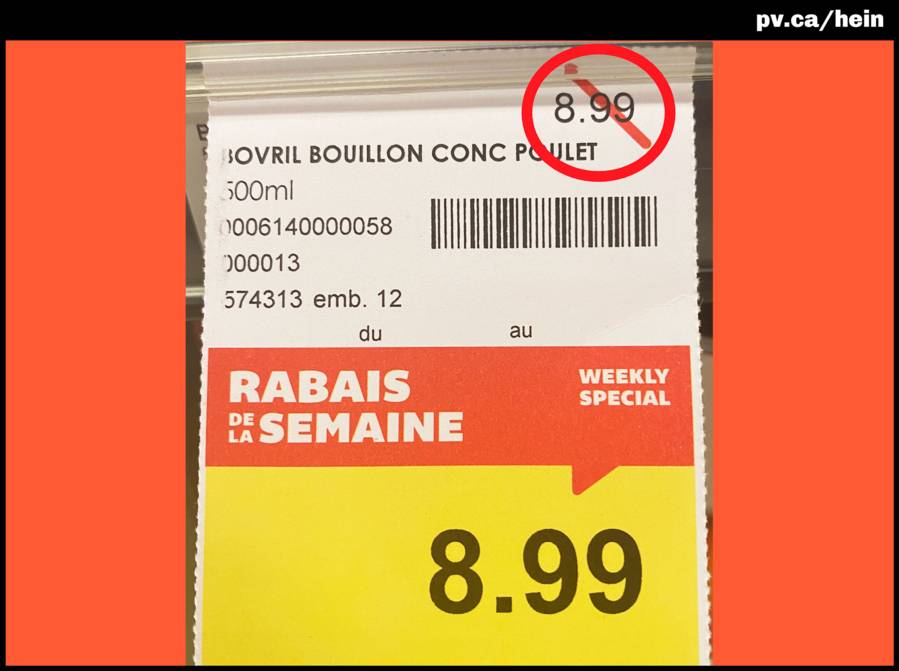 pv.ca/hein
8.99
BOVRIL BOUILLON CONC POULET
500ml
0006140000058
000013
574313 emb. 12
du au
RABAIS
DE LA SEMAINE
WEEKLY
SPECIAL
8.99